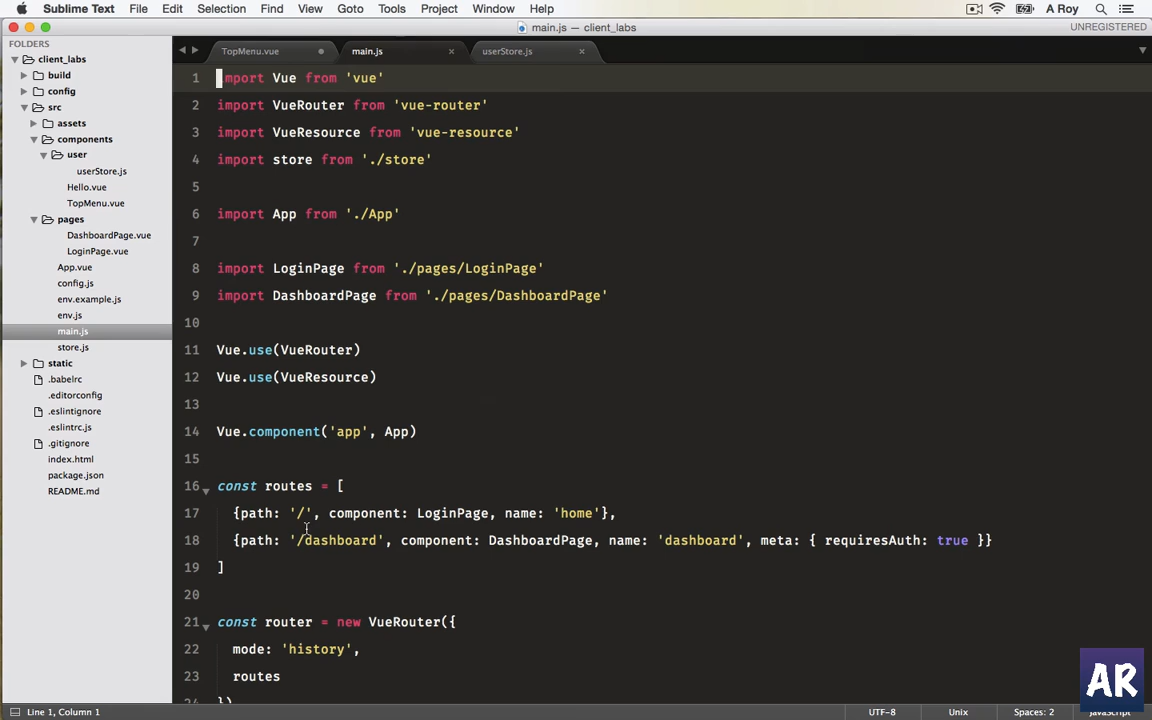 Sublime Text File Edit Selection Find View Goto Tools Project Window Help A Roy
main.js — client_labs UNREGISTERED
FOLDERS
client_labs
build
config
src
assets
components
user
userStore.js
Hello.vue
TopMenu.vue
pages
DashboardPage.vue
LoginPage.vue
App.vue
config.js
env.example.js
env.js
main.js
store.js
static
.babelrc
.editorconfig
.eslintignore
.eslintrc.js
.gitignore
index.html
package.json
README.md
TopMenu.vue main.js userStore.js
1 import Vue from 'vue'
2 import VueRouter from 'vue-router'
3 import VueResource from 'vue-resource'
4 import store from './store'
5
6 import App from './App'
7
8 import LoginPage from './pages/LoginPage'
9 import DashboardPage from './pages/DashboardPage'
10
11 Vue.use(VueRouter)
12 Vue.use(VueResource)
13
14 Vue.component('app', App)
15
16 const routes = [
17 {path: '/', component: LoginPage, name: 'home'},
18 {path: '/dashboard', component: DashboardPage, name: 'dashboard', meta: { requiresAuth: true }}
19 ]
20
21 const router = new VueRouter({
22 mode: 'history',
23 routes
24 })
Line 1, Column 1 UTF-8 Unix Spaces: 2 JavaScript
AR